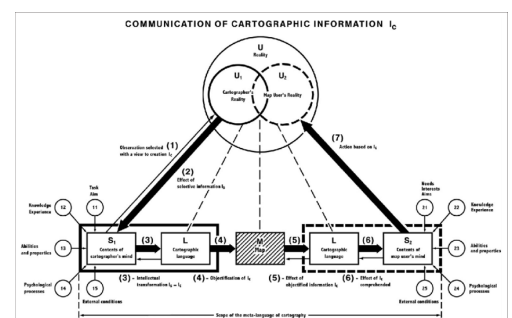 COMMUNICATION OF CARTOGRAPHIC INFORMATION Ic
U
Reality
U₁
Cartographer's
Reality
U₂
Map User's Reality
(1)
Observation selected
with a view to creation Ic
(2)
Effect of
selective information
(7)
Action based on Ic
Task
Aim
11
Knowledge
Experience
12
Abilities
and properties
13
Psychological
processes
14
15
External conditions
S₁
Contents of
cartographer's mind
(3)
L
Cartographic
language
(4)
M
Map
(5)
L
Cartographic
language
(6)
S₂
Contents of
map user's mind
Needs
Interests
Aims
21
22
Knowledge
Experience
23
Abilities
and properties
24
Psychological
processes
25
External conditions
(3) – Intellectual
transformation
(4) – Objectification of Ic
(5) – Effect of
objectified information
(6) – Effect of Ic
comprehended
Scope of the meta-language of cartography